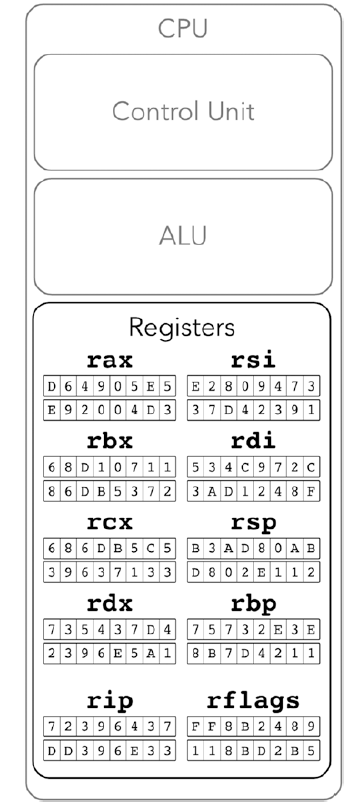 CPU
Control Unit
ALU
Registers
rax rsi
D64905E5 E2809473
E92004D3 37D42391
rbx rdi
68D10711 534C972C
86DB5372 3AD1248F
rcx rsp
686DB5C5 B3AD80AB
39637133 D802E112
rdx rbp
735437D4 75732E3E
2396E5A1 8B7D4211
rip rflags
72396437 FF8B2489
DD396E33 118BD2B5